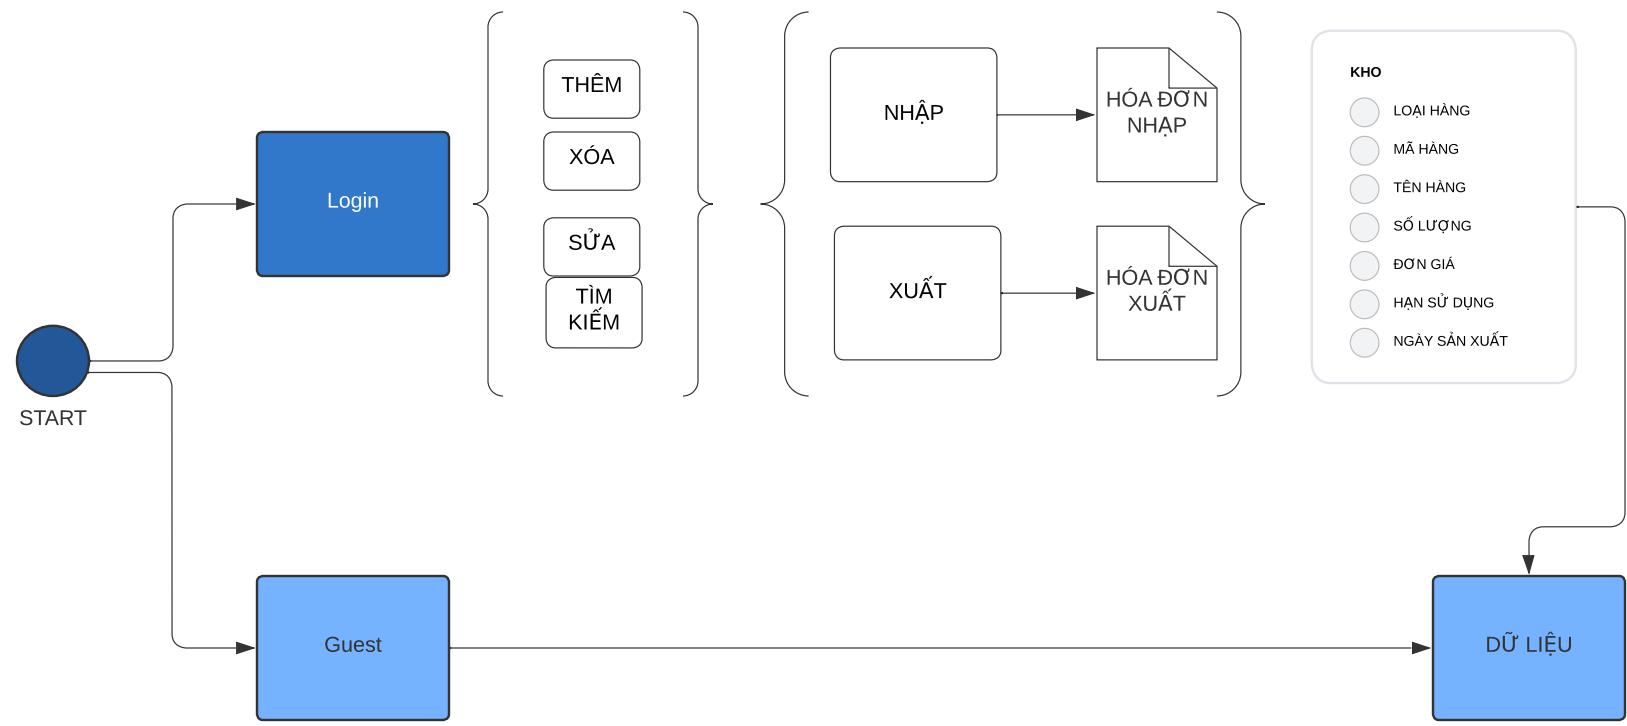 START
Login
THÊM
XÓA
SỬA
TÌM
KIẾM
NHẬP
HÓA ĐƠN
NHẬP
XUẤT
HÓA ĐƠN
XUẤT
KHO
LOẠI HÀNG
MÃ HÀNG
TÊN HÀNG
SỐ LƯỢNG
ĐƠN GIÁ
HẠN SỬ DỤNG
NGÀY SẢN XUẤT
Guest
DỮ LIỆU